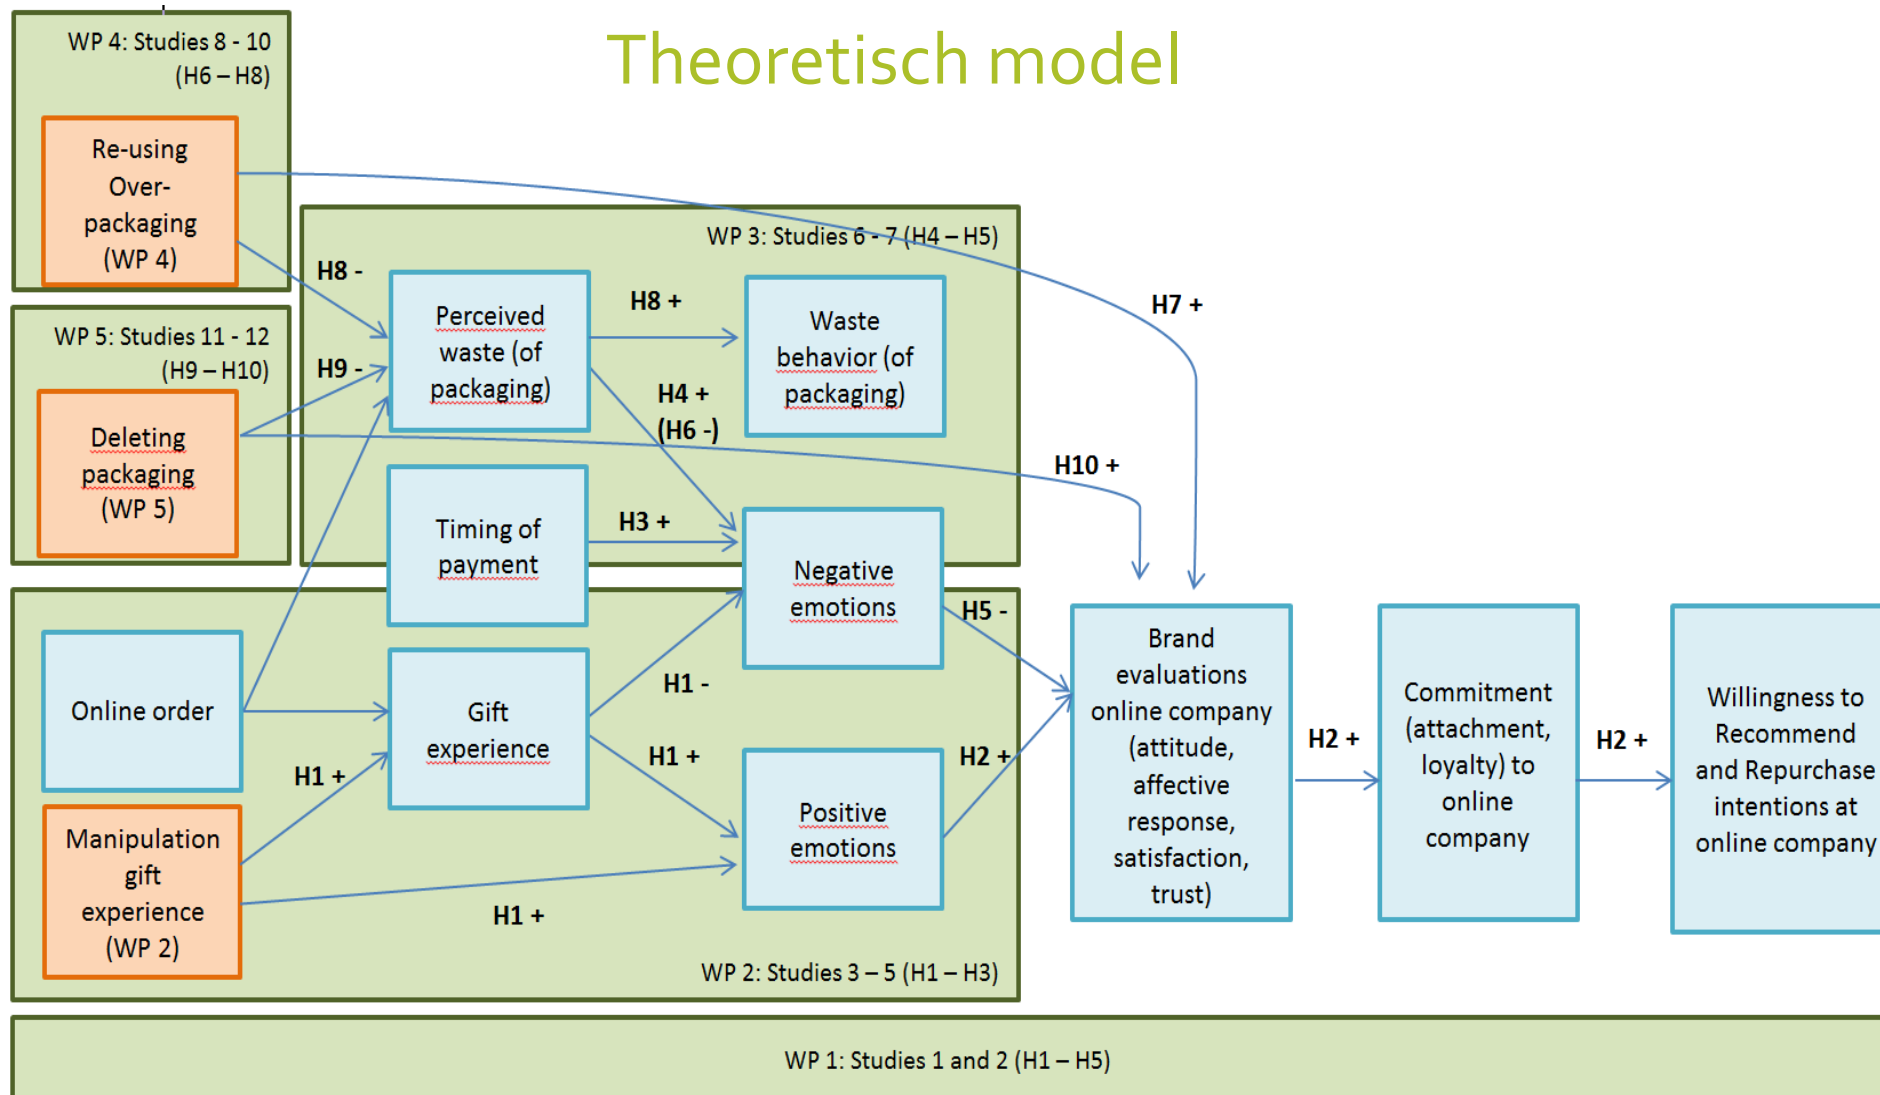 Theoretisch model
WP 4: Studies 8 - 10
(H6 – H8)
Re-using
Over-
packaging
(WP 4)
WP 5: Studies 11 - 12
(H9 – H10)
Deleting
packaging
(WP 5)
WP 3: Studies 6 - 7 (H4 – H5)
H8 -
H9 -
Perceived
waste (of
packaging)
H8 +
Waste
behavior (of
packaging)
H4 +
(H6 -)
H7 +
H10 +
Timing of
payment
H3 +
Negative
emotions
H5 -
Online order
Gift
experience
H1 -
H1 +
H1 +
Manipulation
gift
experience
(WP 2)
H1 +
Positive
emotions
H2 +
WP 2: Studies 3 – 5 (H1 – H3)
Brand
evaluations
online company
(attitude,
affective
response,
satisfaction,
trust)
H2 +
Commitment
(attachment,
loyalty) to
online
company
H2 +
Willingness to
Recommend
and Repurchase
intentions at
online company
WP 1: Studies 1 and 2 (H1 – H5)